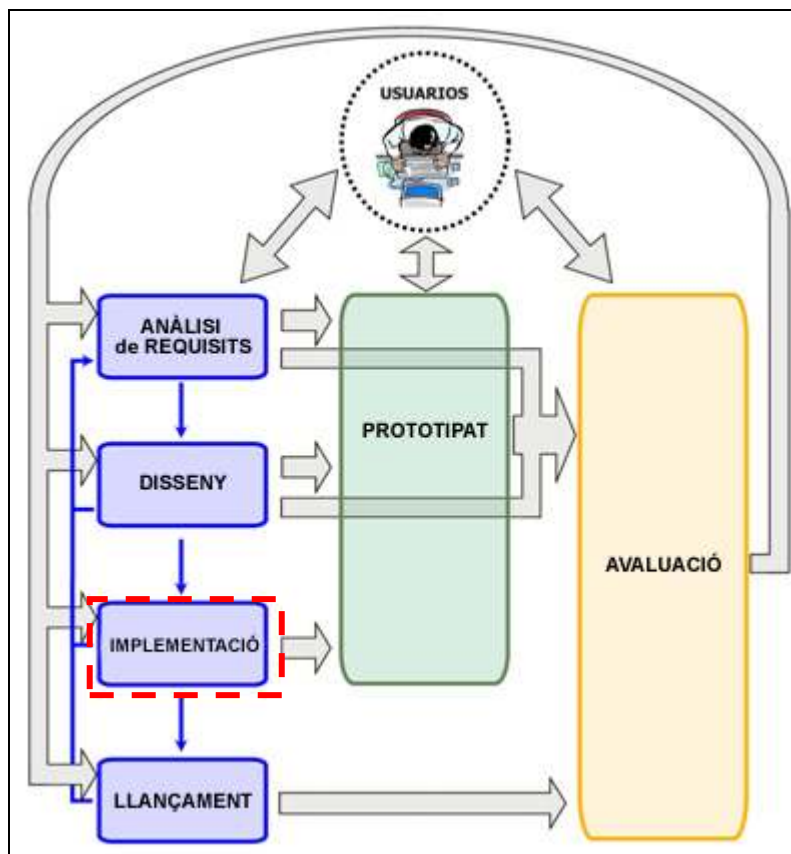 USUARIOS
ANÀLISI
de REQUISITS
PROTOTIPAT
DISSENY
AVALUACIÓ
IMPLEMENTACIÓ
LLANÇAMENT